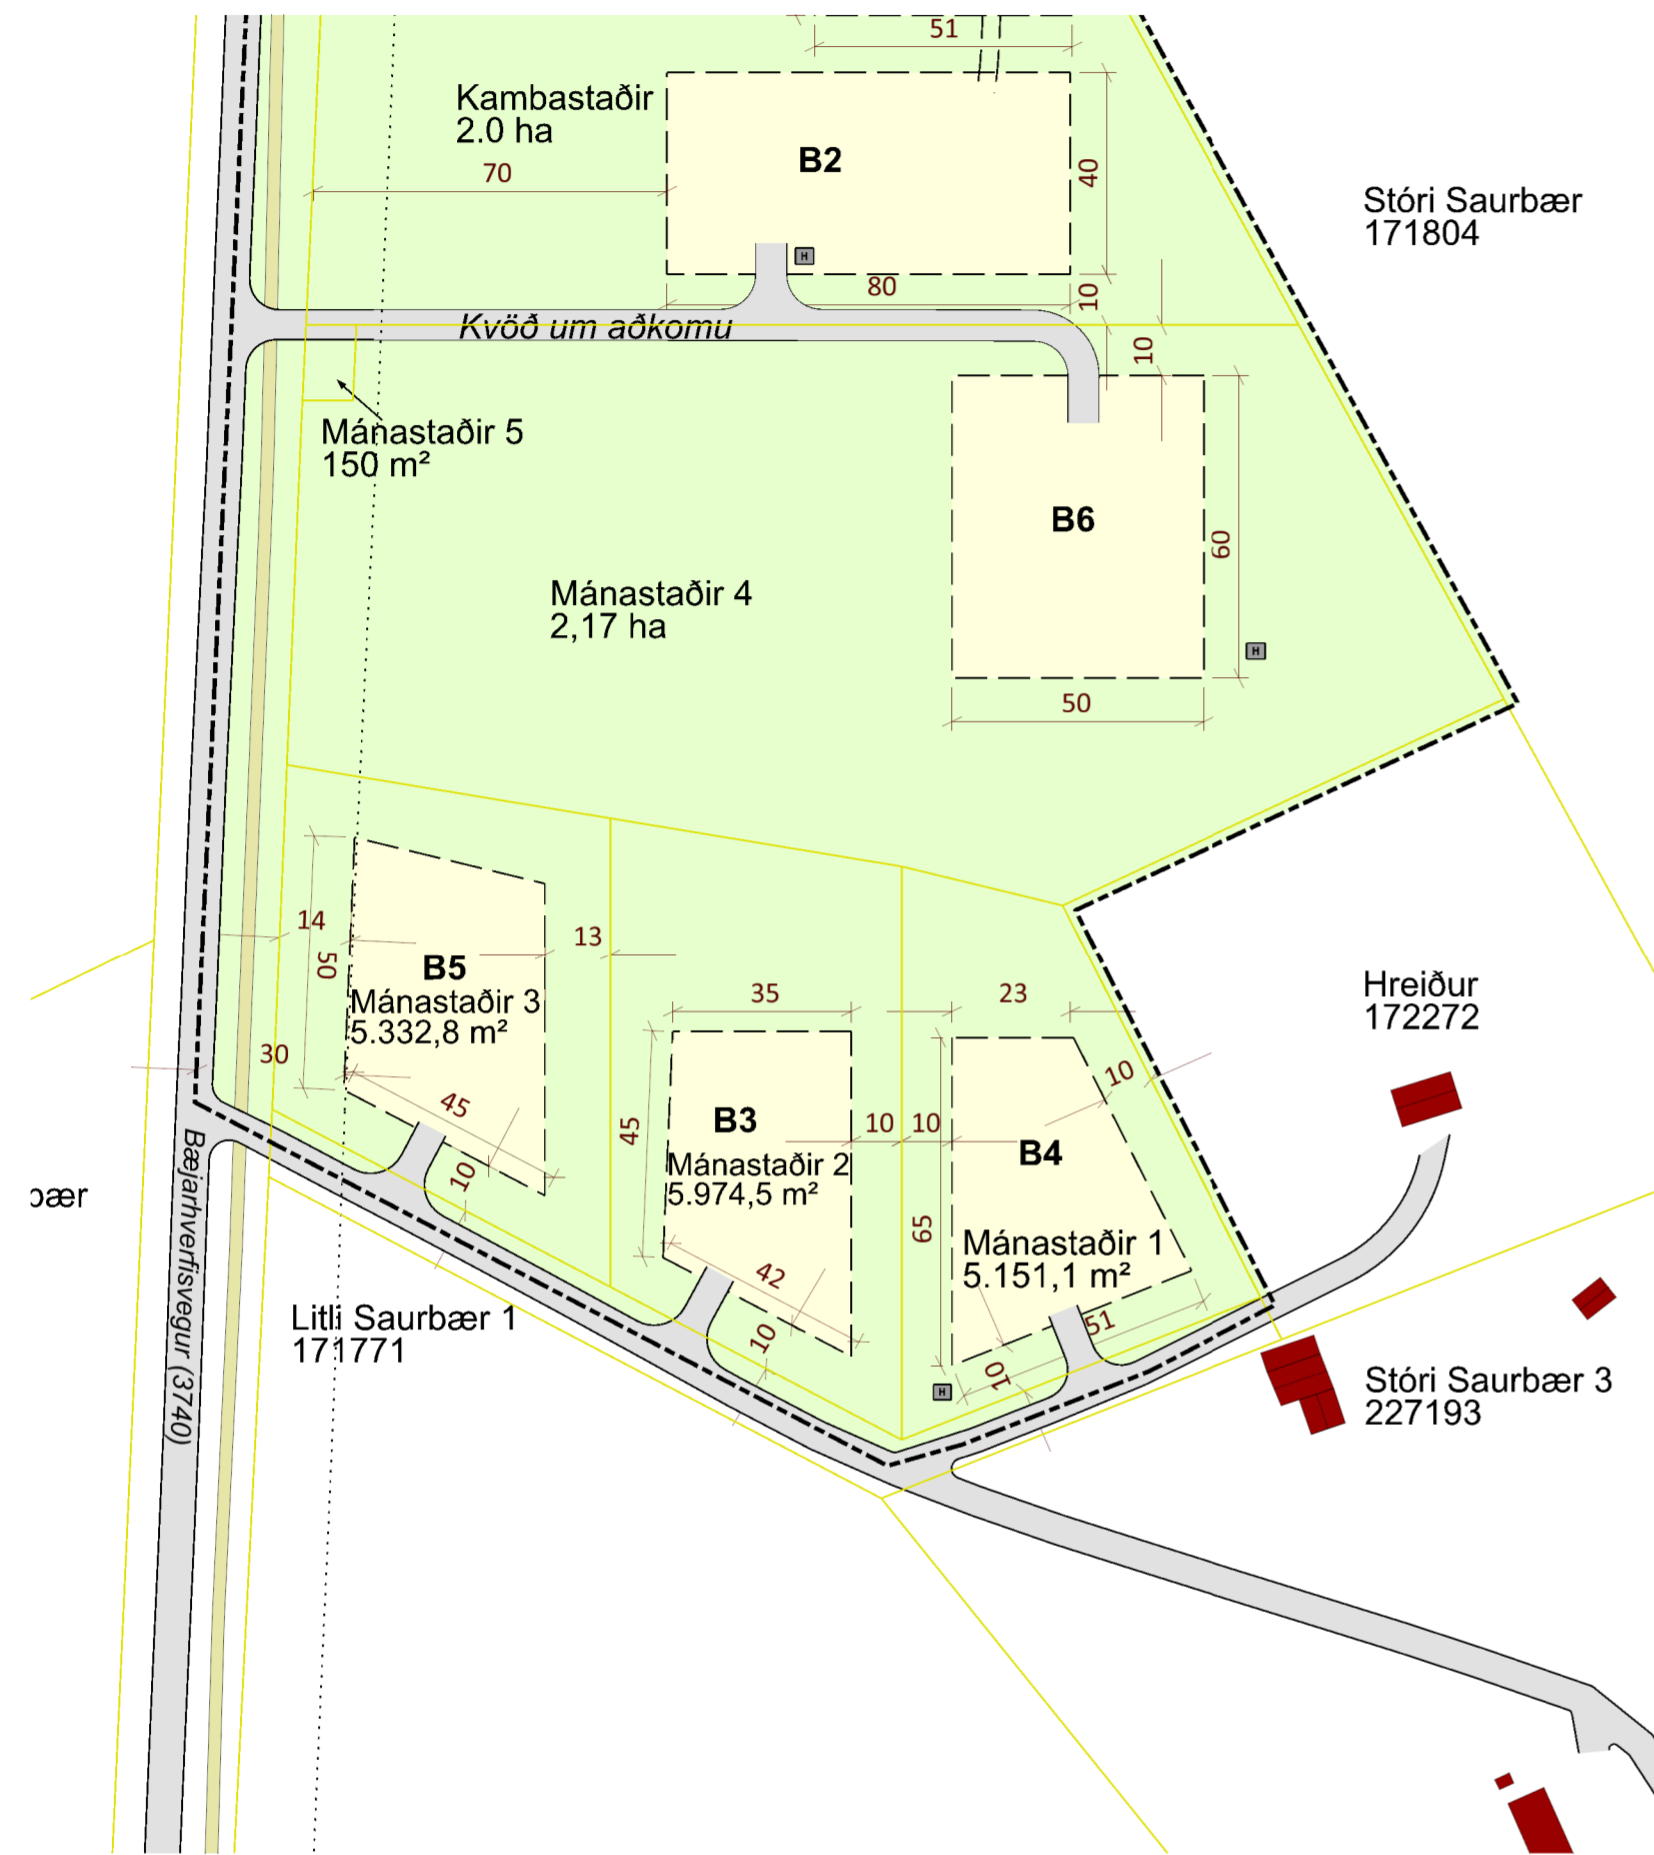 51
Kambastaðir
2.0 ha
B2
70
40
Stóri Saurbær
171804
H
80
10
Kvöð um aðkomu
10
Mánastaðir 5
150 m²
B6
60
Mánastaðir 4
2,17 ha
H
50
14
13
50
B5
Mánastaðir 3
5.332,8 m²
35
23
Hreiður
172272
30
10
45
45
B3
10
10
B4
Mánastaðir 2
5.974,5 m²
10
65
Mánastaðir 1
5.151,1 m²
42
51
10
10
H
Bæjarhverfisvegur (3740)
Litli Saurbær 1
171771
Stóri Saurbær 3
227193